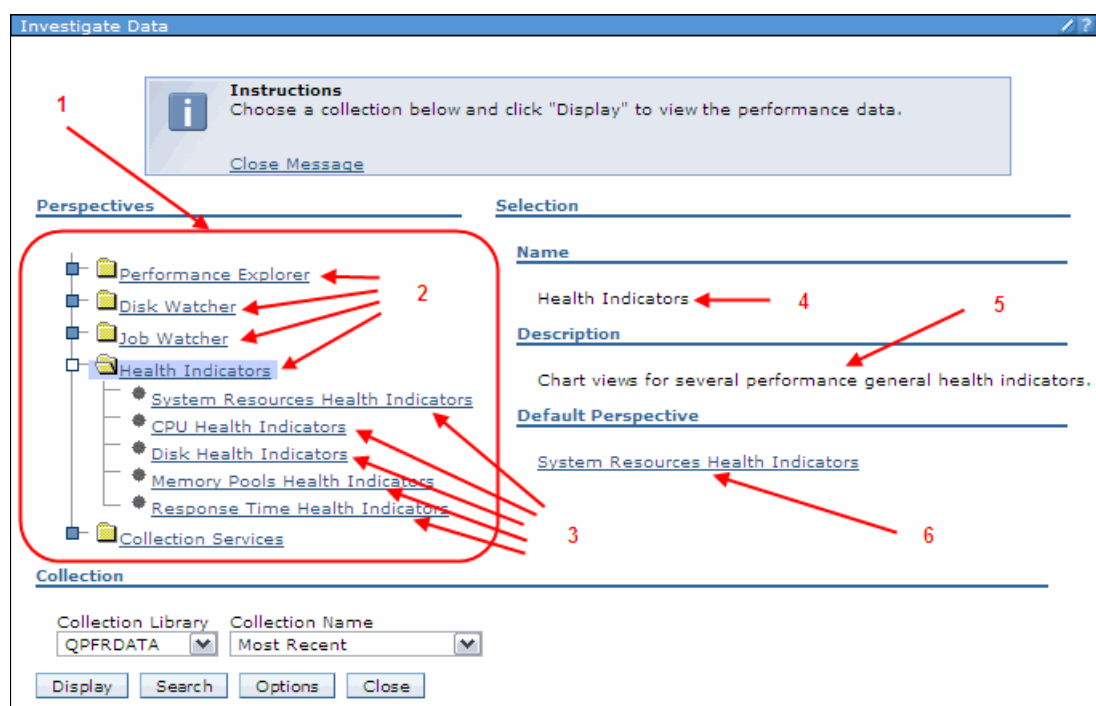 Investigate Data
?
Instructions
Choose a collection below and click "Display" to view the performance data.
Close Message
1
Perspectives
Selection
Performance Explorer
Disk Watcher
Job Watcher
Health Indicators
System Resources Health Indicators
CPU Health Indicators
Disk Health Indicators
Memory Pools Health Indicators
Response Time Health Indicators
Collection Services
2
3
Name
Health Indicators
4
5
Description
Chart views for several performance general health indicators.
Default Perspective
System Resources Health Indicators
6
Collection
Collection Library Collection Name
QPFRDATA Most Recent
Display Search Options Close